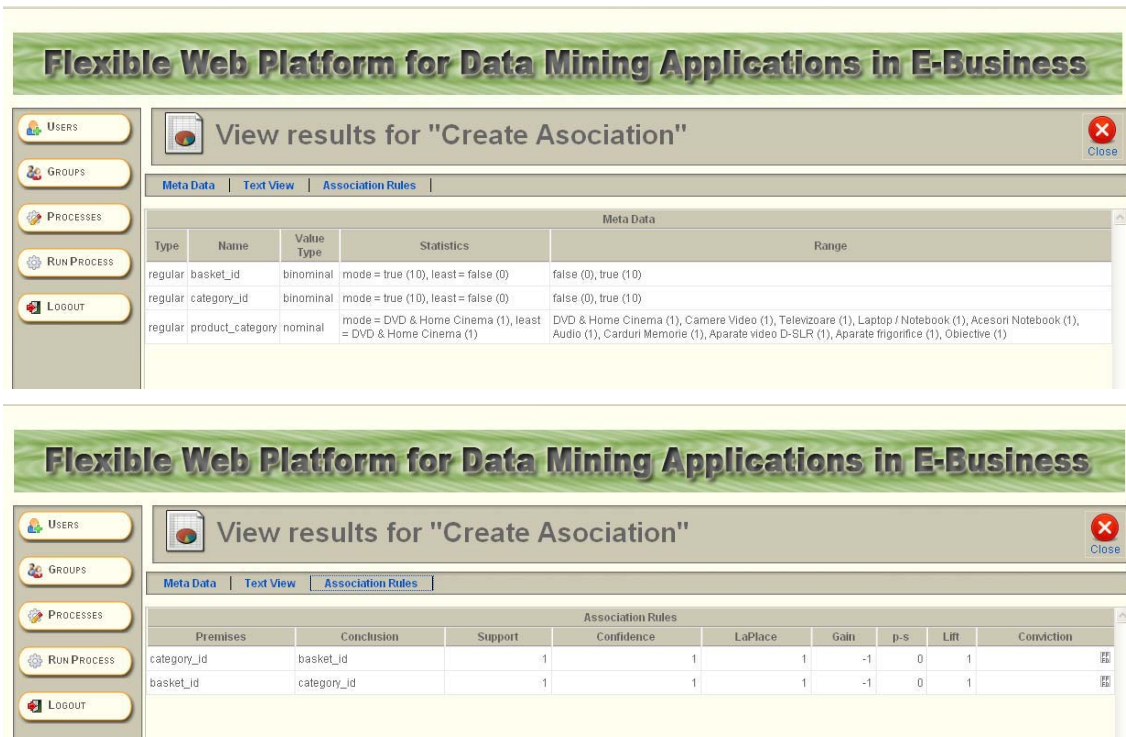 Flexible Web Platform for Data Mining Applications in E-Business
USERS
GROUPS
PROCESSES
RUN PROCESS
LOGOUT
View results for "Create Asociation"
Close
Meta Data | Text View | Association Rules |
Meta Data
Type Name Value Type Statistics Range
regular basket_id binominal mode = true (10), least = false (0) false (0), true (10)
regular category_id binominal mode = true (10), least = false (0) false (0), true (10)
regular product_category nominal mode = DVD & Home Cinema (1), least = DVD & Home Cinema (1) DVD & Home Cinema (1), Camere Video (1), Televizoare (1), Laptop / Notebook (1), Acesori Notebook (1),
Audio (1), Carduri Memorie (1), Aparate video D-SLR (1), Aparate frigorifice (1), Obiective (1)
Flexible Web Platform for Data Mining Applications in E-Business
USERS
GROUPS
PROCESSES
RUN PROCESS
LOGOUT
View results for "Create Asociation"
Close
Meta Data | Text View | Association Rules |
Association Rules
Premises Conclusion Support Confidence LaPlace Gain p-s Lift Conviction
category_id basket_id 1 1 1 -1 0 1
basket_id category_id 1 1 1 -1 0 1